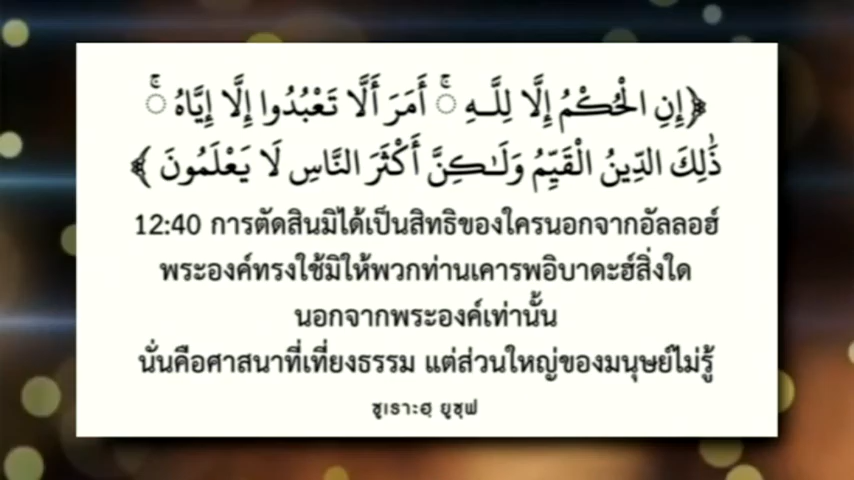 ﴿إِنِ الْحُكْمُ إِلَّا لِلَّـهِ ۚ أَمَرَ أَلَّا تَعْبُدُوا إِلَّا إِيَّاهُ ۚ
ذَٰلِكَ الدِّينُ الْقَيِّمُ وَلَـٰكِنَّ أَكْثَرَ النَّاسِ لَا يَعْلَمُونَ ﴾
12:40 การตัดสินมิได้เป็นสิทธิของใครนอกจากอัลลอฮ์
พระองค์ทรงใช้มิให้พวกท่านเคารพอิบาดะฮ์สิ่งใด
นอกจากพระองค์เท่านั้น
นั่นคือศาสนาที่เที่ยงธรรม แต่ส่วนใหญ่ของมนุษย์ไม่รู้
ซูเราะฮฺ ยูซุฟ